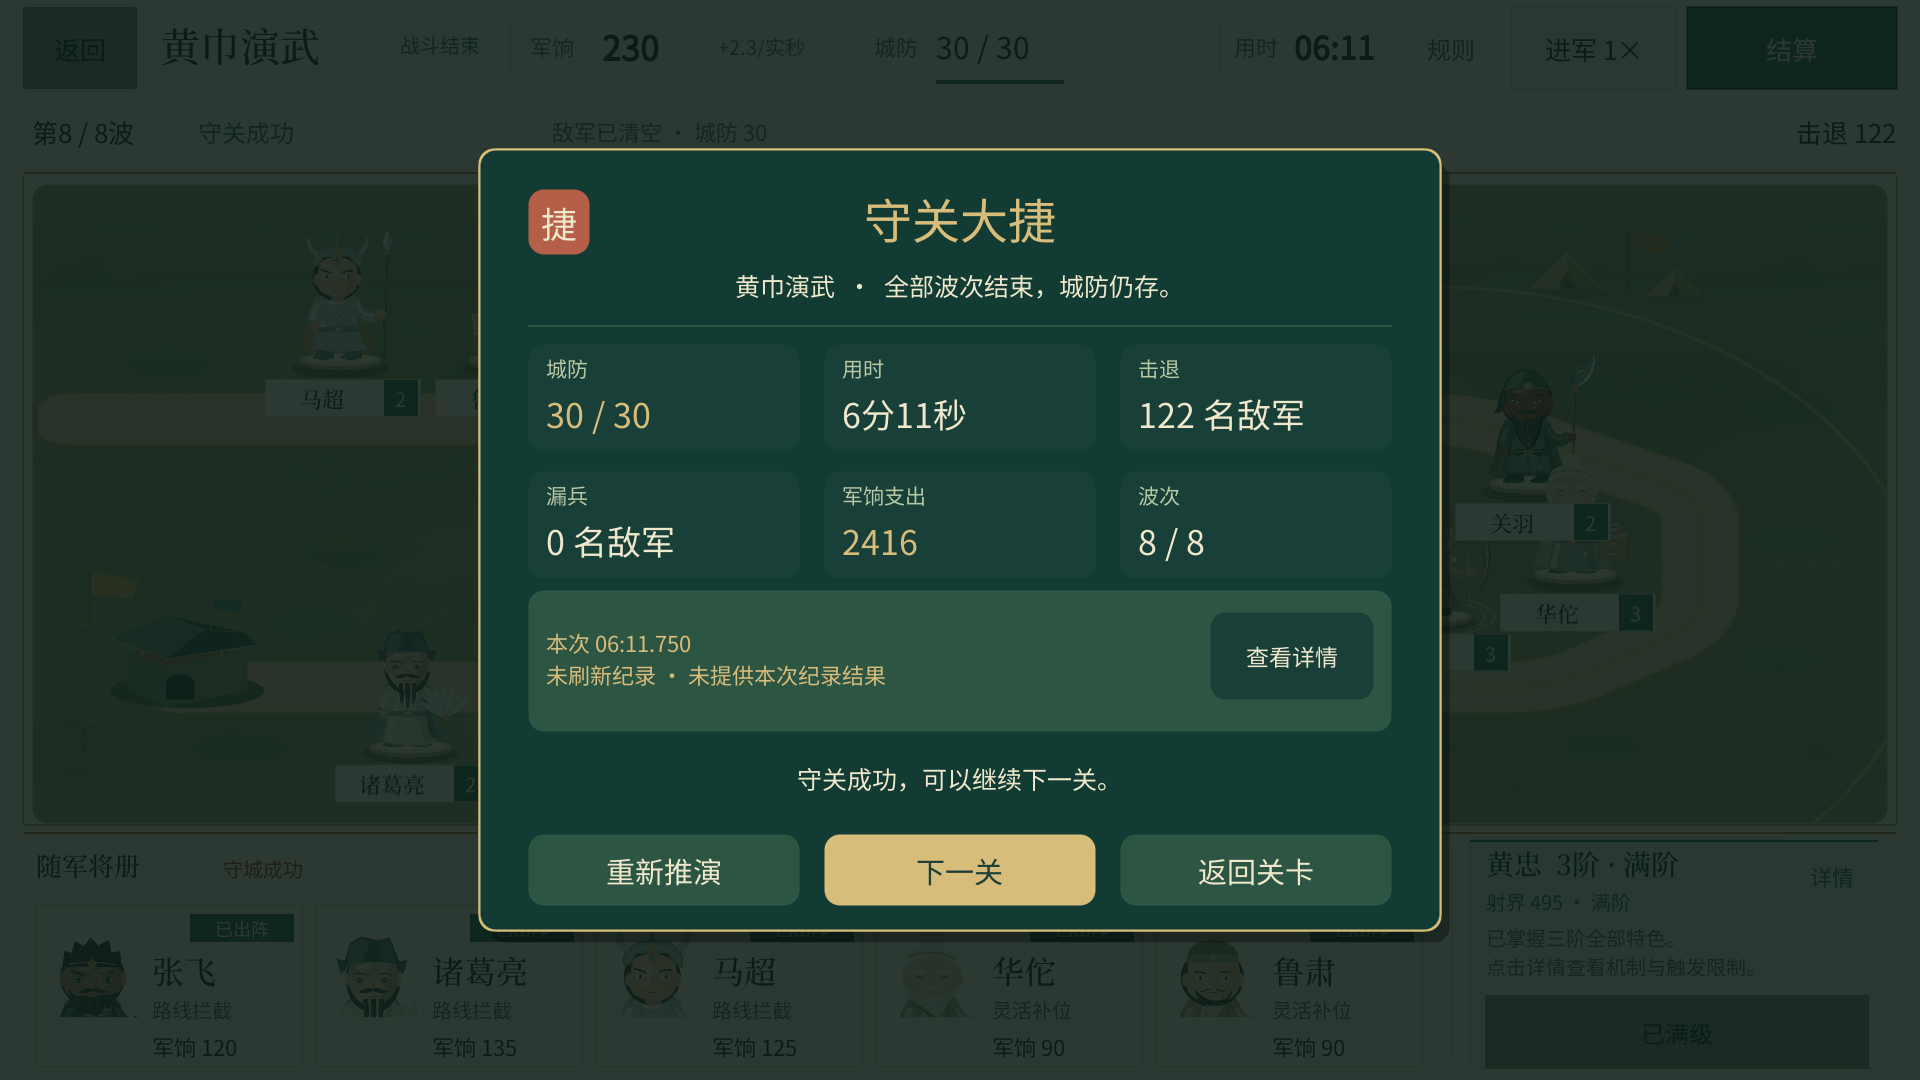 返回
黄巾演武
战斗结束
军饷 230
+2.3/实秒
城防 30 / 30
用时 06:11
规则
进军 1×
结算
第8 / 8波
守关成功
敌军已清空 · 城防 30
击退 122
捷
守关大捷
黄巾演武 · 全部波次结束，城防仍存。
城防
30 / 30
用时
6分11秒
击退
122 名敌军
漏兵
0 名敌军
军饷支出
2416
波次
8 / 8
本次 06:11.750
未刷新纪录 · 未提供本次纪录结果
查看详情
守关成功，可以继续下一关。
重新推演
下一关
返回关卡
马超 2
关羽 2
华佗 3
3
诸葛亮 2
随军将册
守城成功
已出阵
张飞
路线拦截
军饷 120
诸葛亮
路线拦截
军饷 135
马超
路线拦截
军饷 125
华佗
灵活补位
军饷 90
鲁肃
灵活补位
军饷 90
黄忠 3阶 · 满阶
详情
射界 495 · 满阶
已掌握三阶全部特色。
点击详情查看机制与触发限制。
已满级